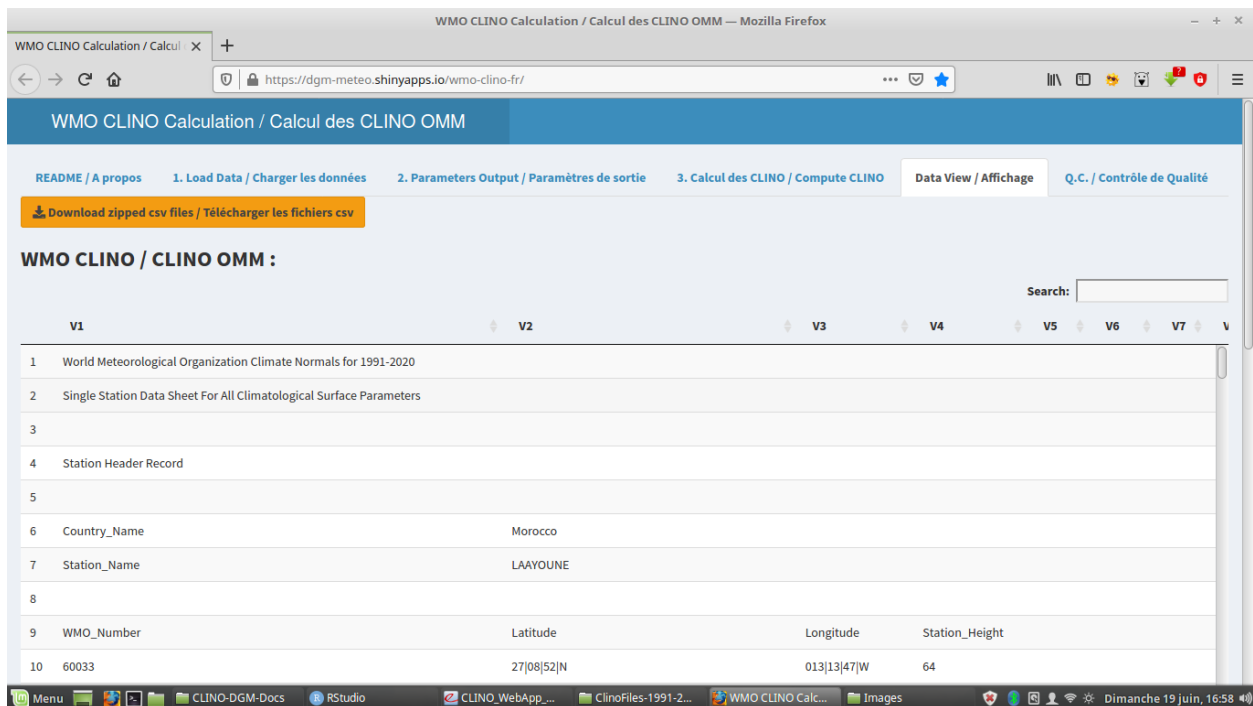 WMO CLINO Calculation / Calcul des CLINO OMM — Mozilla Firefox
WMO CLINO Calculation / Calcul
https://dgm-meteo.shinyapps.io/wmo-clino-fr/
WMO CLINO Calculation / Calcul des CLINO OMM
README / A propos 1. Load Data / Charger les données 2. Parameters Output / Paramètres de sortie 3. Calcul des CLINO / Compute CLINO Data View / Affichage Q.C. / Contrôle de Qualité
Download zipped csv files / Télécharger les fichiers csv
WMO CLINO / CLINO OMM :
Search:
V1 V2 V3 V4 V5 V6 V7
1 World Meteorological Organization Climate Normals for 1991-2020
2 Single Station Data Sheet For All Climatological Surface Parameters
3
4 Station Header Record
5
6 Country_Name Morocco
7 Station_Name LAAYOUNE
8
9 WMO_Number Latitude Longitude Station_Height
10 60033 27|08|52|N 013|13|47|W 64
Menu CLINO-DGM-Docs RStudio CLINO_WebApp_... ClinoFiles-1991-2... WMO CLINO Calc... Images Dimanche 19 juin, 16:58